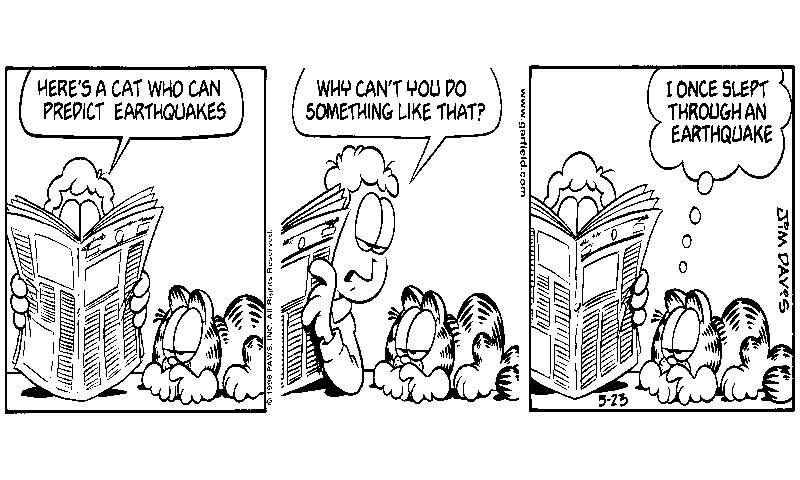 HERE'S A CAT WHO CAN
PREDICT EARTHQUAKES
© 1998 PAWS, INC. All Rights Reserved.
WHY CAN'T YOU DO
SOMETHING LIKE THAT?
www.garfield.com
I ONCE SLEPT
THROUGH AN
EARTHQUAKE
JIM DAVIS
5-23